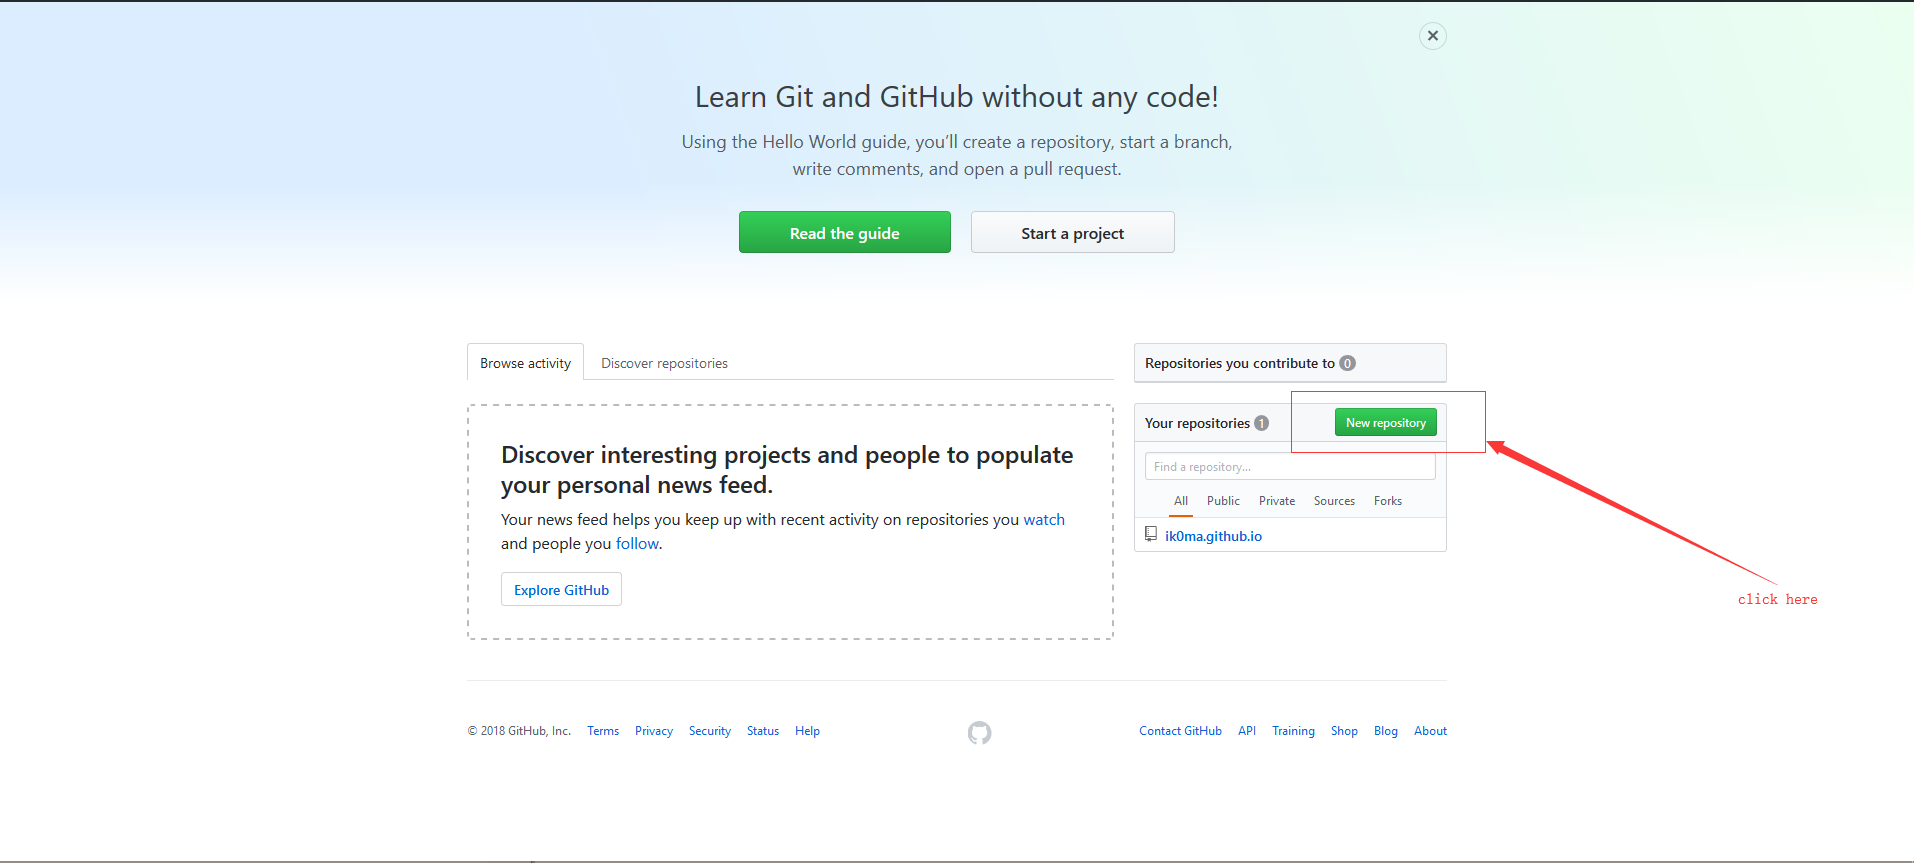 Learn Git and GitHub without any code!
Using the Hello World guide, you’ll create a repository, start a branch,
write comments, and open a pull request.
Read the guide
Start a project
Browse activity
Discover repositories
Discover interesting projects and people to populate
your personal news feed.
Your news feed helps you keep up with recent activity on repositories you watch
and people you follow.
Explore GitHub
Repositories you contribute to 0
Your repositories 1
New repository
Find a repository...
All Public Private Sources Forks
ik0ma.github.io
click here
© 2018 GitHub, Inc. Terms Privacy Security Status Help
Contact GitHub API Training Shop Blog About